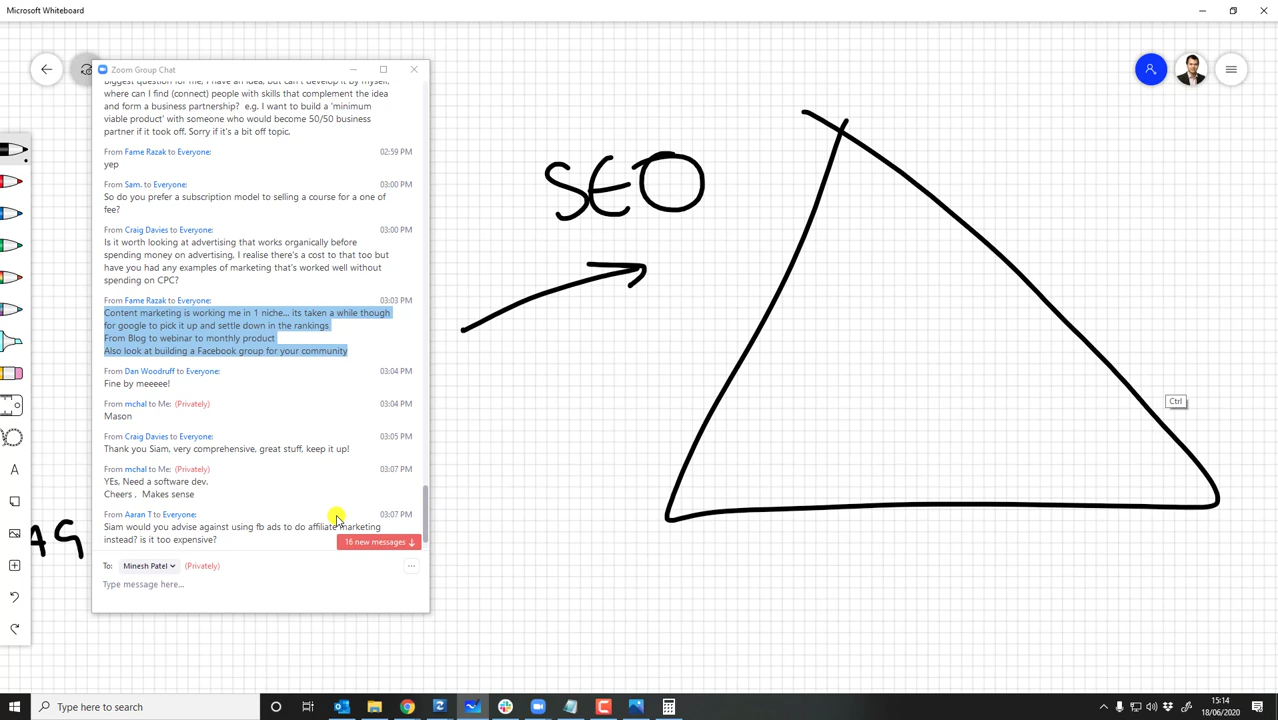 Microsoft Whiteboard
Zoom Group Chat
biggest question for me, I have an idea, but can't develop it by myself,
where can I find (connect) people with skills that complement the idea
and form a business partnership?  e.g. I want to build a 'minimum
viable product' with someone who would become 50/50 business
partner if it took off. Sorry if it's a bit off topic.
From Fame Razak to Everyone: 02:59 PM
yep
From Sam. to Everyone: 03:00 PM
So do you prefer a subscription model to selling a course for a one of
fee?
From Craig Davies to Everyone: 03:00 PM
Is it worth looking at advertising that works organically before
spending money on advertising, I realise there's a cost to that too but
have you had any examples of marketing that's worked well without
spending on CPC?
From Fame Razak to Everyone: 03:03 PM
Content marketing is working me in 1 niche... its taken a while though
for google to pick it up and settle down in the rankings
From Blog to webinar to monthly product
Also look at building a Facebook group for your community
From Dan Woodruff to Everyone: 03:04 PM
Fine by meeeee!
From mchal to Me: (Privately) 03:04 PM
Mason
From Craig Davies to Everyone: 03:05 PM
Thank you Siam, very comprehensive, great stuff, keep it up!
From mchal to Me: (Privately) 03:07 PM
YEs, Need a software dev.
Cheers ,  Makes sense
From Aaran T to Everyone: 03:07 PM
Siam would you advise against using fb ads to do affiliate marketing
instead? is it too expensive?
16 new messages ↓
To: Minesh Patel (Privately)
Type message here...
SEO
Ctrl
AG
A
Type here to search
15:14
18/06/2020